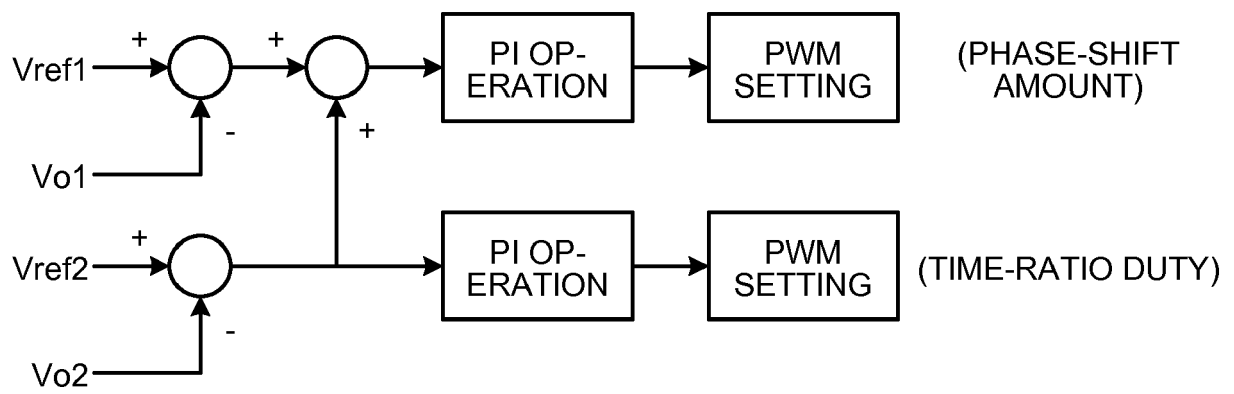 +
+
Vref1
PI OP-
ERATION
PWM
SETTING
(PHASE-SHIFT
AMOUNT)
-
+
Vo1
+
Vref2
PI OP-
ERATION
PWM
SETTING
(TIME-RATIO DUTY)
-
Vo2